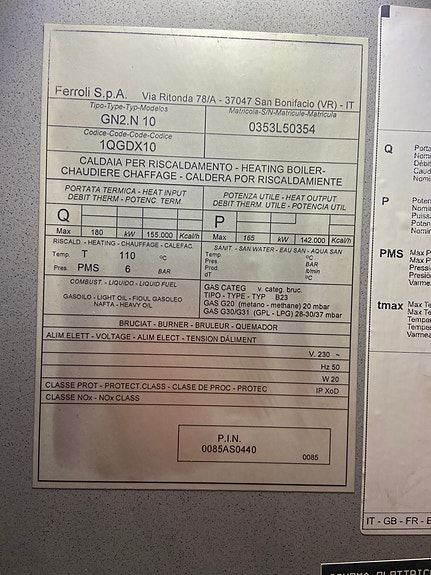 Ferroli S.p.A. Via Ritonda 78/A - 37047 San Bonifacio (VR) - IT
Tipo-Type-Typ-Modelos
GN2.N 10
Matricola-S/N-Matricule-Matricula
0353L50354
Codice-Code-Code-Codice
1QGDX10
CALDAIA PER RISCALDAMENTO - HEATING BOILER-
CHAUDIERE CHAUFFAGE - CALDERA POR RISCALDAMIENTE
PORTATA TERMICA - HEAT INPUT
DEBIT THERM - POTENC. TERM.
Q
Max 180 kW 155.000 Kcal/h
POTENZA UTILE - HEAT OUTPUT
DEBIT THERM. UTILE - POTENCIA UTIL
P
Max 165 kW 142.000 Kcal/h
RISCALD - HEATING - CHAUFFAGE - CALEFAC.
Temp. T 110 °C
Pres. PMS 6 BAR
SANIT. - SAN WATER - EAU SAN - AQUA SAN
Temp. °C
Pres. BAR
Prod. lt/min
dT °C
COMBUST. - LIQUIDO - LIQUID FUEL
GASOILO - LIGHT OIL - FIOUL GASOLEO
NAFTA - HEAVY OIL
GAS CATEG v. categ. bruc.
TIPO - TYPE - TYP B23
GAS G20 (metano - methane) 20 mbar
GAS G30/G31 (GPL - LPG) 28-30/37 mbar
BRUCIAT - BURNER - BRULEUR - QUEMADOR
ALIM ELETT - VOLTAGE - ALIM ELECT - TENSION DÀLIMENT
V. 230 ~
Hz 50
W 20
CLASSE PROT - PROTECT.CLASS - CLASE DE PROC - PROTEC IP XoD
CLASSE NOx - NOx CLASS
P.I.N.
0085AS0440
0085
Q
P
PMS
tmax
IT - GB - FR - E